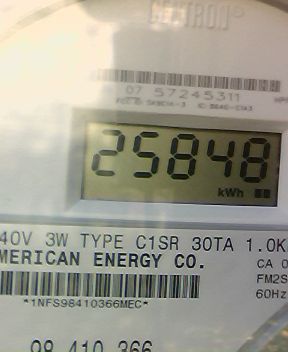 CENTRON®
07 57245311
25848
kWh
40V 3W TYPE C1SR 30TA 1.0K
MERICAN ENERGY CO.
CA 0
FM2S
60Hz
*1NFS98410366MEC*
98 410 366